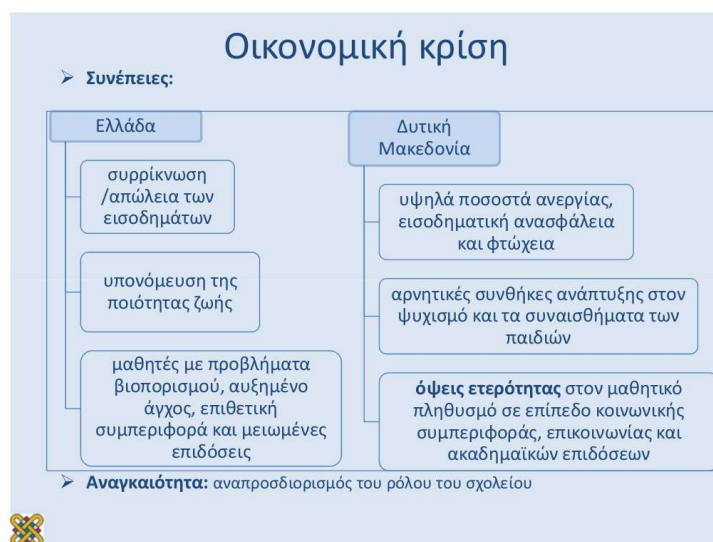 Οικονομική κρίση
➢ Συνέπειες:
Ελλάδα
συρρίκνωση
/απώλεια των
εισοδημάτων
υπονόμευση της
ποιότητας ζωής
μαθητές με προβλήματα
βιοπορισμού, αυξημένο
άγχος, επιθετική
συμπεριφορά και μειωμένες
επιδόσεις
Δυτική
Μακεδονία
υψηλά ποσοστά ανεργίας,
εισοδηματική ανασφάλεια
και φτώχεια
αρνητικές συνθήκες ανάπτυξης στον
ψυχισμό και τα συναισθήματα των
παιδιών
όψεις ετερότητας στον μαθητικό
πληθυσμό σε επίπεδο κοινωνικής
συμπεριφοράς, επικοινωνίας και
ακαδημαϊκών επιδόσεων
➢ Αναγκαιότητα: αναπροσδιορισμός του ρόλου του σχολείου